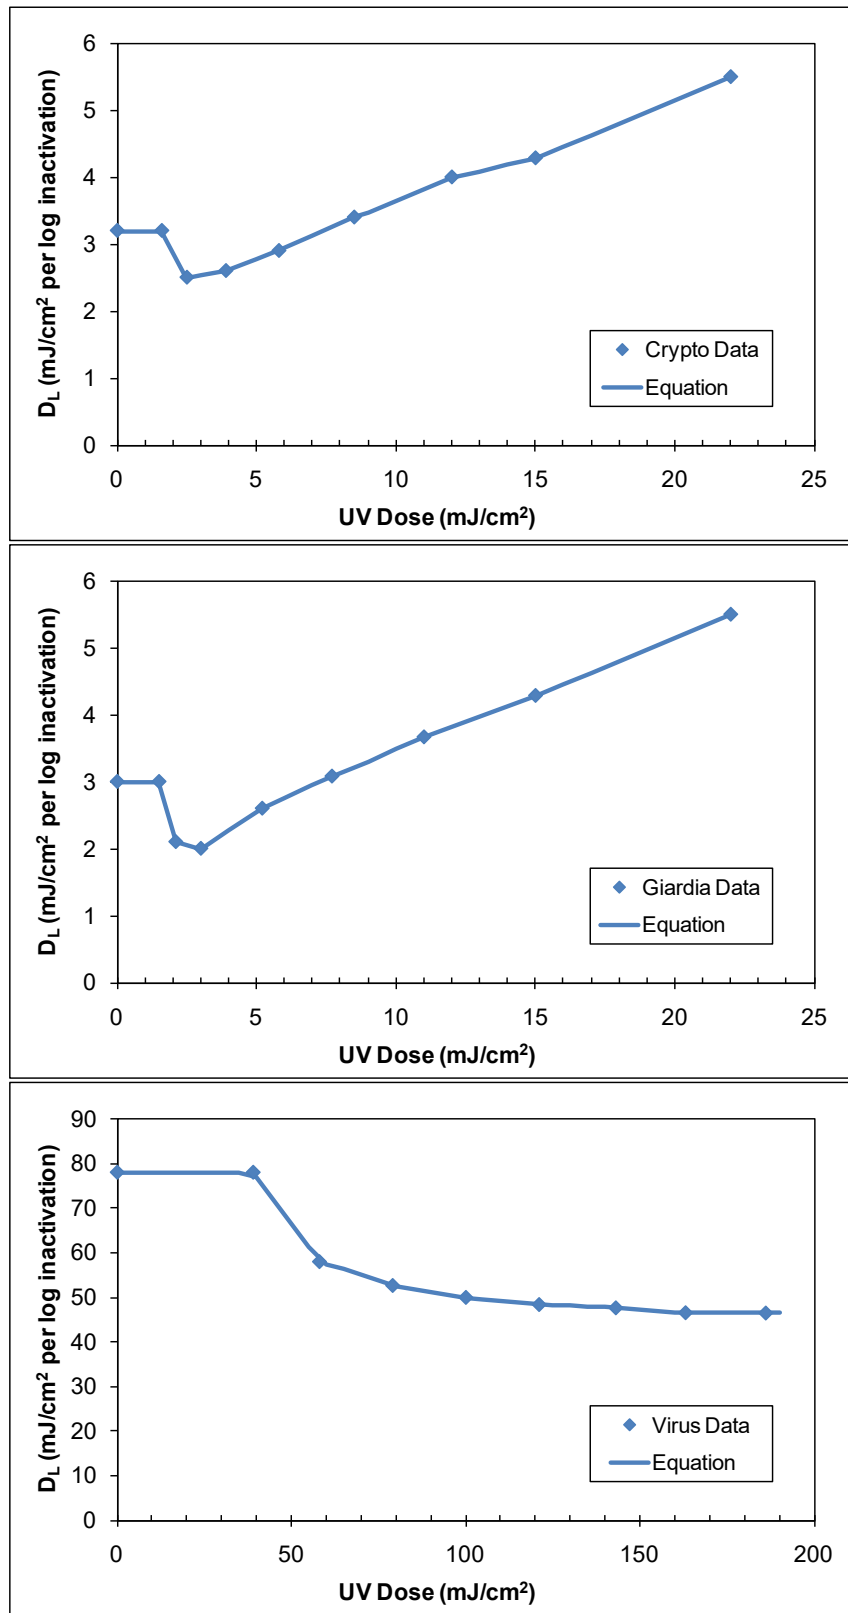 6
5
4
3
2
1
0
D_L (mJ/cm² per log inactivation)
Crypto Data
Equation
0 5 10 15 20 25
UV Dose (mJ/cm²)
6
5
4
3
2
1
0
D_L (mJ/cm² per log inactivation)
Giardia Data
Equation
0 5 10 15 20 25
UV Dose (mJ/cm²)
90
80
70
60
50
40
30
20
10
0
D_L (mJ/cm² per log inactivation)
Virus Data
Equation
0 50 100 150 200
UV Dose (mJ/cm²)